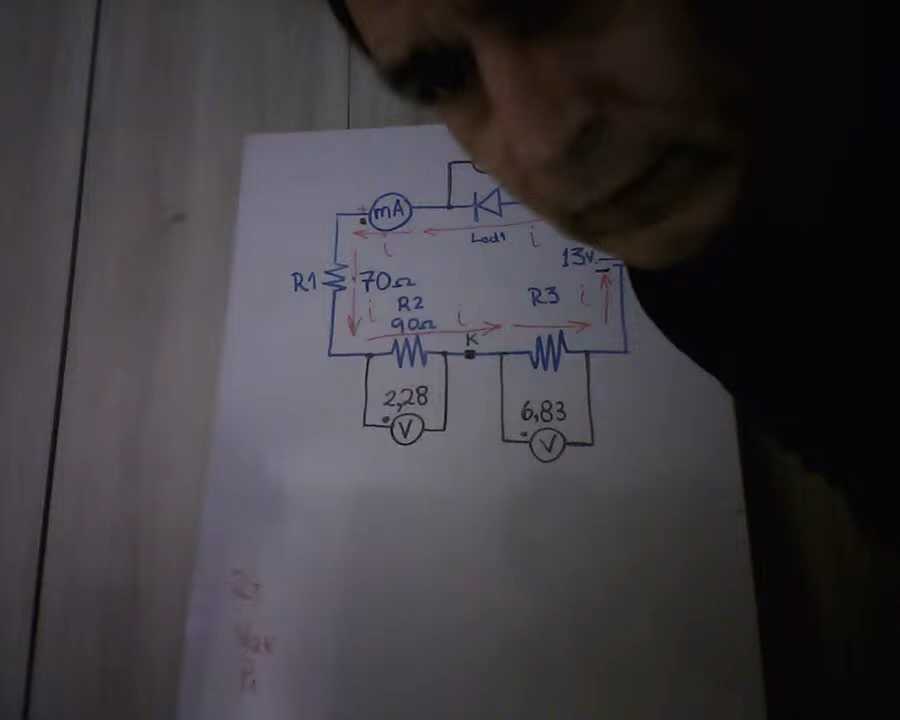 mA
Led1
i
i
13v
R1
70Ω
i
R2
90Ω
i
R3
i
K
2,28
V
6,83
V